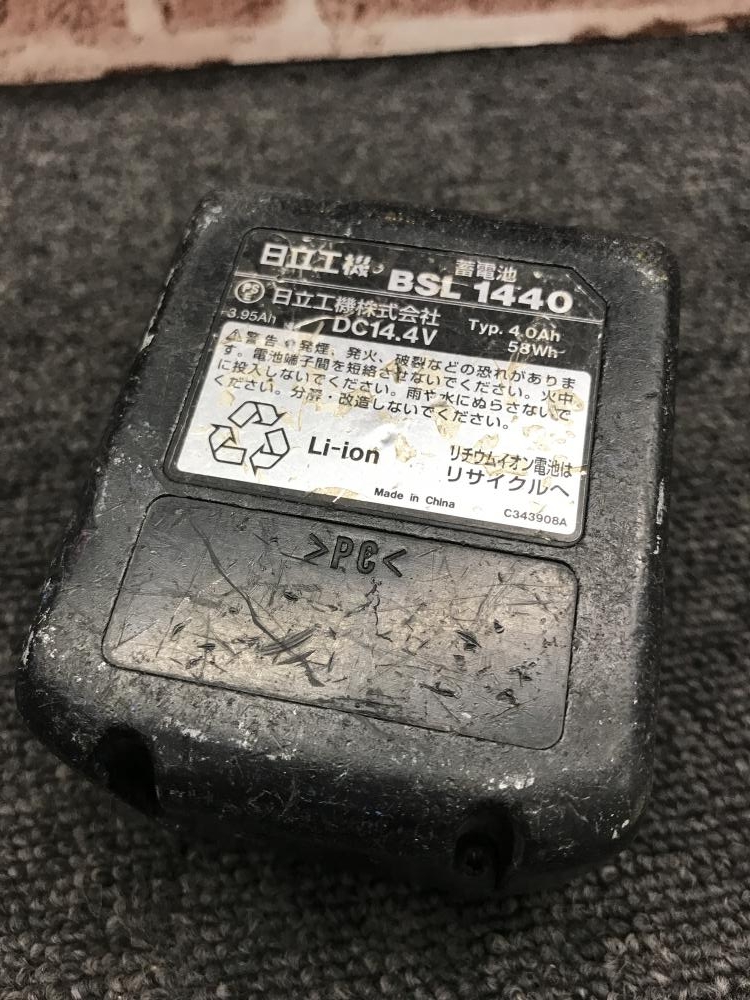 日立工機 蓄電池
BSL 1440
PS E 日立工機株式会社
3.95Ah DC14.4V Typ. 4.0Ah
58Wh
⚠警告:発煙、発火、破裂などの恐れがありま
す。電池端子間を短絡させないでください。火中
に投入しないでください。雨や水にぬらさないで
ください。分解・改造しないでください。
Li-ion リチウムイオン電池は
リサイクルへ
Made in China
C343908A
>PC<